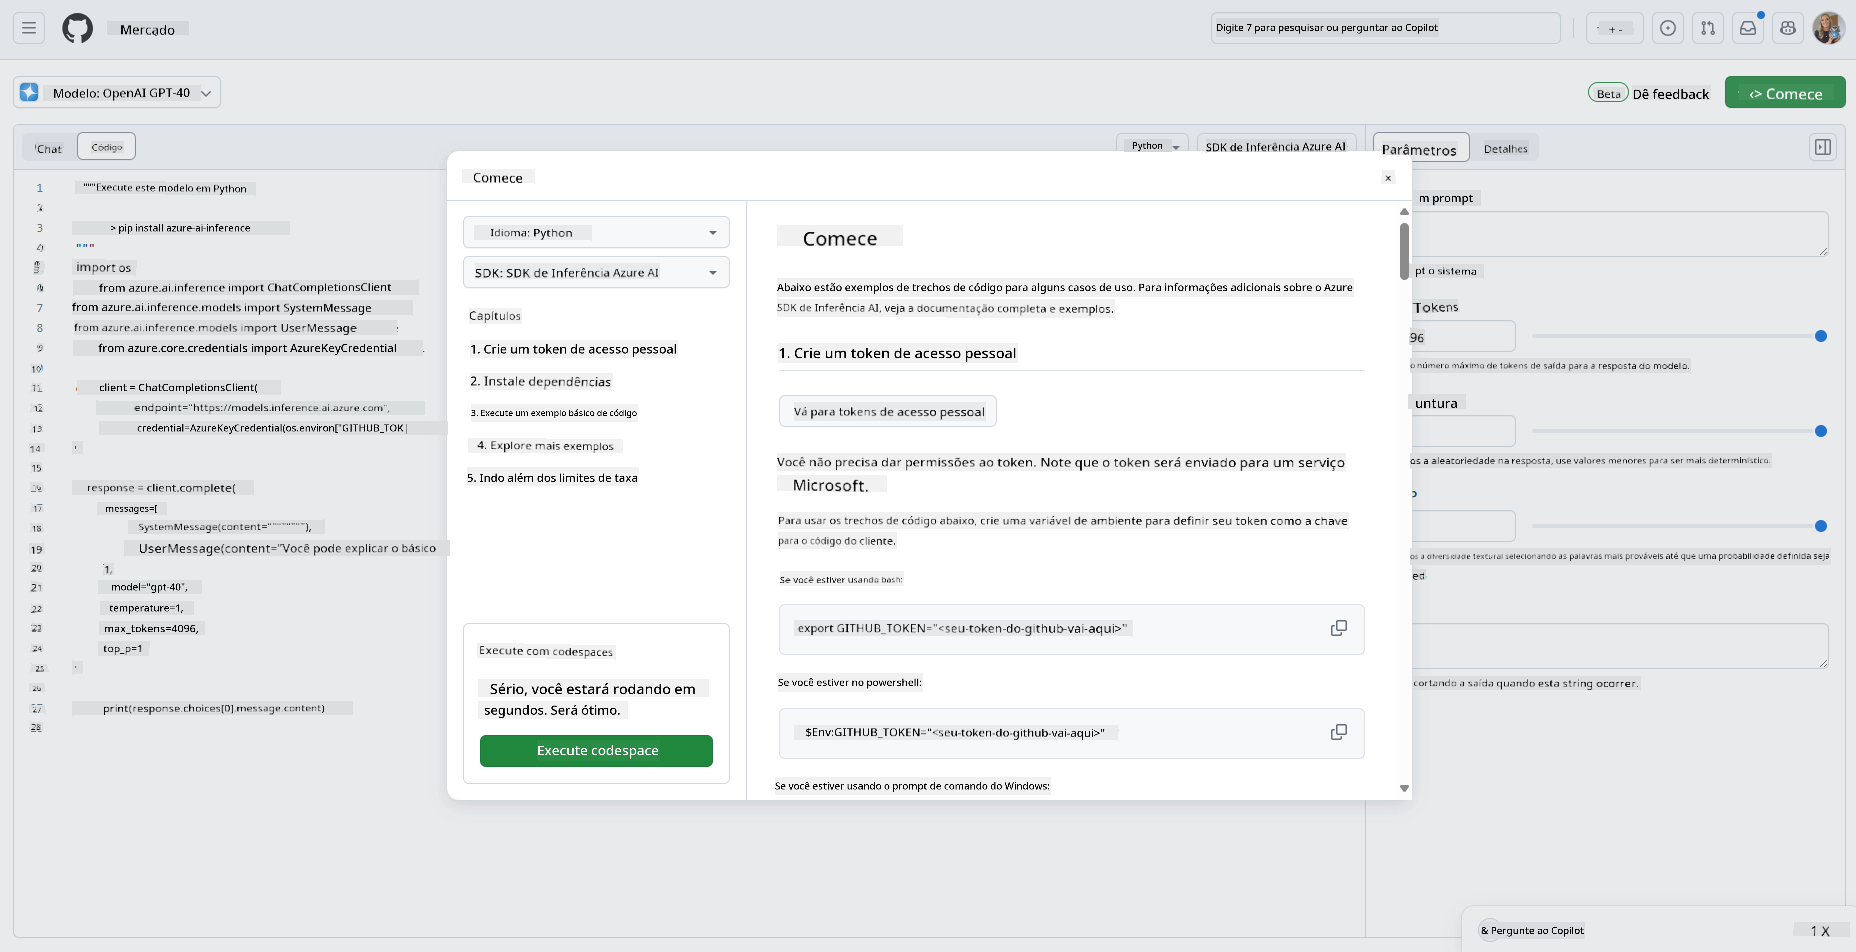 Mercado
Digite 7 para pesquisar ou perguntar ao Copilot
Modelo: OpenAI GPT-40
Beta
Dê feedback
<> Comece
Chat
Código
Python
SDK de Inferência Azure AI
Parâmetros
Detalhes
1 """Execute este modelo em Python
2
3 > pip install azure-ai-inference
4 """
import os
from azure.ai.inference import ChatCompletionsClient
7 from azure.ai.inference.models import SystemMessage
8 from azure.ai.inference.models import UserMessage
9 from azure.core.credentials import AzureKeyCredential
10
11 client = ChatCompletionsClient(
12 endpoint="https://models.inference.ai.azure.com",
13 credential=AzureKeyCredential(os.environ["GITHUB_TOK
14
15
16 response = client.complete(
17 messages=[
18 SystemMessage(content="""""""),
19 UserMessage(content="Você pode explicar o básico
20 ],
21 model="gpt-40",
22 temperature=1,
23 max_tokens=4096,
24 top_p=1
25
26
27 print(response.choices[0].message.content)
28
Comece
x
Idioma: Python
SDK: SDK de Inferência Azure AI
Capítulos
1. Crie um token de acesso pessoal
2. Instale dependências
3. Execute um exemplo básico de código
4. Explore mais exemplos
5. Indo além dos limites de taxa
Execute com codespaces
Sério, você estará rodando em
segundos. Será ótimo.
Execute codespace
Comece
Abaixo estão exemplos de trechos de código para alguns casos de uso. Para informações adicionais sobre o Azure
SDK de Inferência AI, veja a documentação completa e exemplos.
1. Crie um token de acesso pessoal
Vá para tokens de acesso pessoal
Você não precisa dar permissões ao token. Note que o token será enviado para um serviço
Microsoft.
Para usar os trechos de código abaixo, crie uma variável de ambiente para definir seu token como a chave
para o código do cliente.
Se você estiver usando bash:
export GITHUB_TOKEN="<seu-token-do-github-vai-aqui>"
Se você estiver no powershell:
$Env:GITHUB_TOKEN="<seu-token-do-github-vai-aqui>"
Se você estiver usando o prompt de comando do Windows:
m prompt
pt o sistema
Tokens
96
o número máximo de tokens de saída para a resposta do modelo.
untura
os a aleatoriedade na resposta, use valores menores para ser mais determinístico.
os a diversidade textural selecionando as palavras mais prováveis até que uma probabilidade definida seja
ed
cortando a saída quando esta string ocorrer.
& Pergunte ao Copilot
1 X